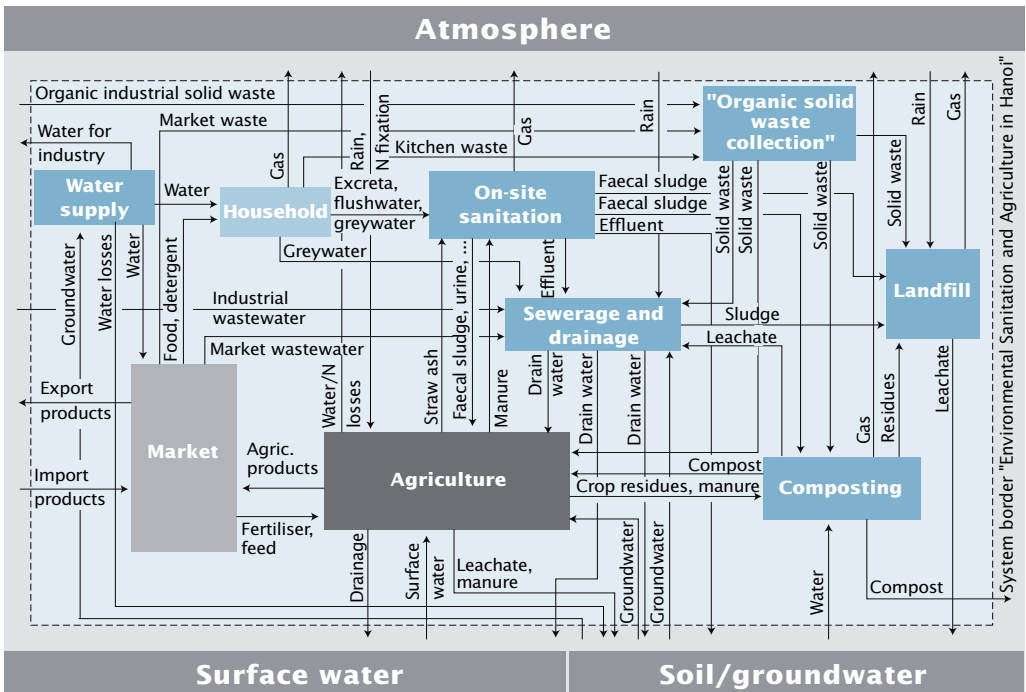 Atmosphere
Organic industrial solid waste
Market waste
Kitchen waste
Water for
industry
Gas
Rain,
N fixation
Gas
Rain
"Organic solid
waste
collection"
Gas
Rain
Gas
Water
supply
Water
Household
Excreta,
flushwater,
greywater
On-site
sanitation
Faecal sludge
Faecal sludge
Effluent
Solid waste
Solid waste
Solid waste
Solid waste
Greywater
Groundwater
Water losses
Water
Food, detergent
Industrial
wastewater
Market wastewater
Effluent
Sewerage and
drainage
Sludge
Leachate
Landfill
Export
products
Import
products
Market
Water/N
losses
Straw ash
Faecal sludge, urine, ...
Manure
Drain
water
Drain water
Drain water
Residues
Leachate
Agric.
products
Fertiliser,
feed
Agriculture
Compost
Crop residues, manure
Composting
Drainage
Surface
water
Leachate,
manure
Groundwater
Groundwater
Water
Compost
System border "Environmental Sanitation and Agriculture in Hanoi"
Surface water
Soil/groundwater